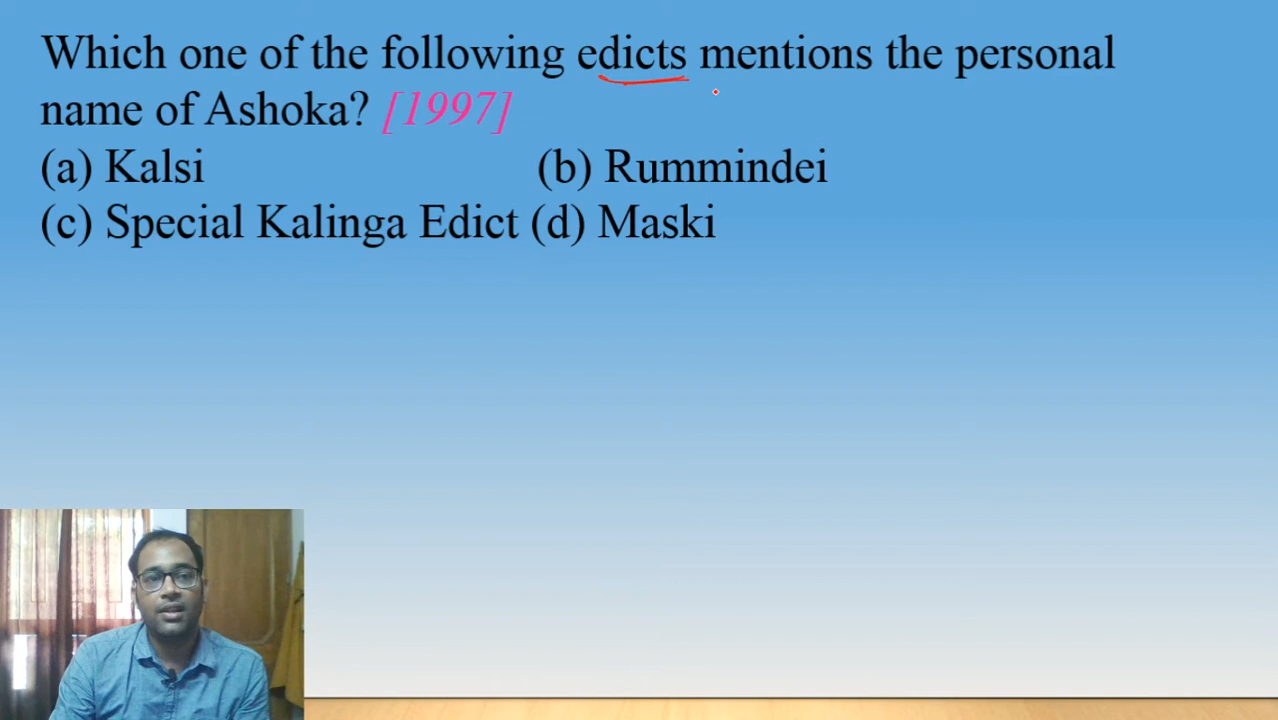 Which one of the following edicts mentions the personal
name of Ashoka? [1997]
(a) Kalsi (b) Rummindei
(c) Special Kalinga Edict (d) Maski